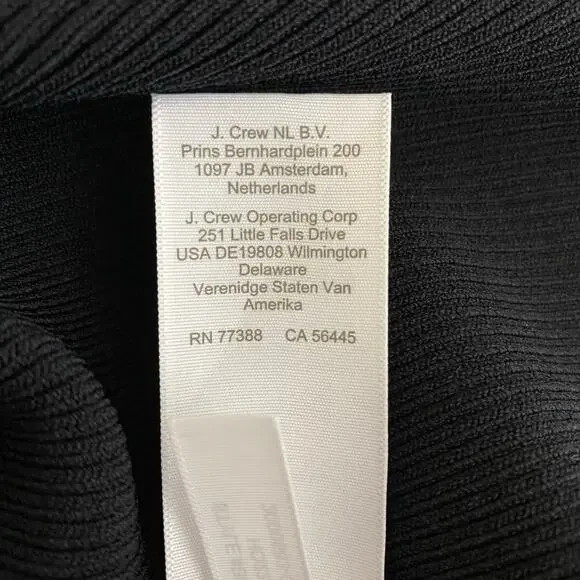 J. Crew NL B.V.
Prins Bernhardplein 200
1097 JB Amsterdam,
Netherlands
J. Crew Operating Corp
251 Little Falls Drive
USA DE19808 Wilmington
Delaware
Verenidge Staten Van
Amerika
RN 77388 CA 56445